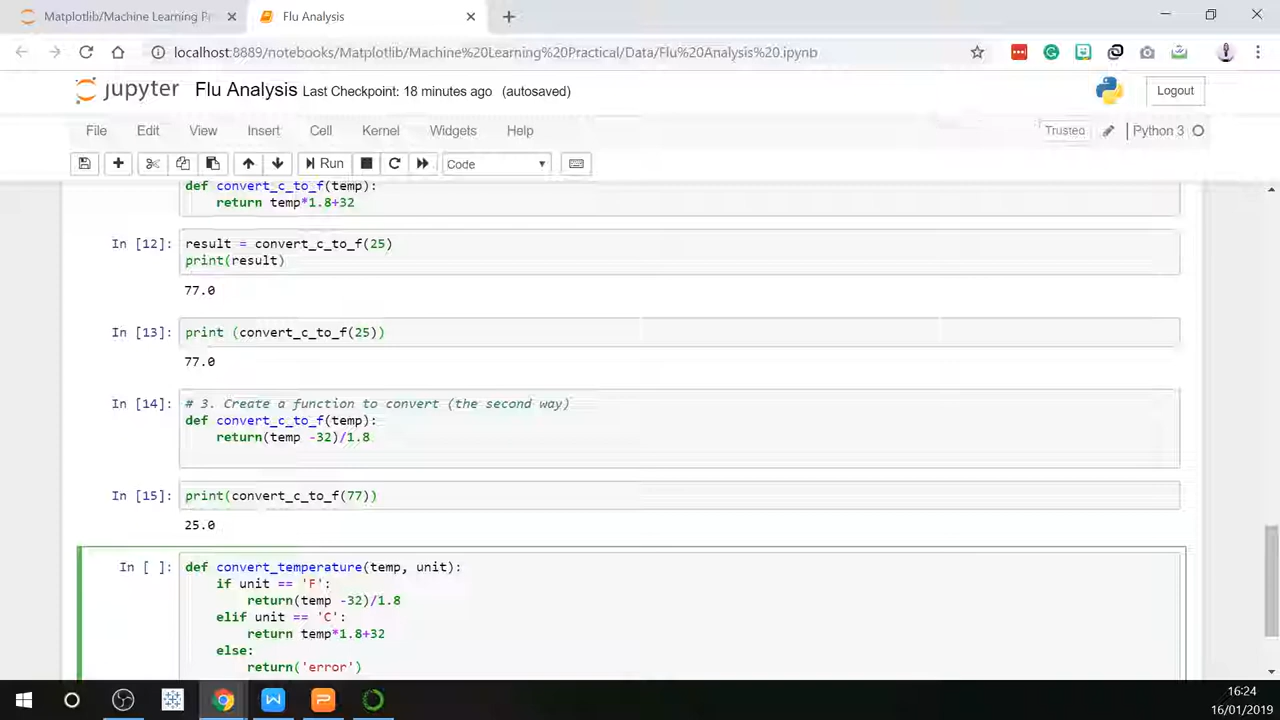 Matplotlib/Machine Learning Pr
Flu Analysis
localhost:8889/notebooks/Matplotlib/Machine%20Learning%20Practical/Data/Flu%20Analysis%20.ipynb
jupyter Flu Analysis Last Checkpoint: 18 minutes ago (autosaved)
Logout
File Edit View Insert Cell Kernel Widgets Help
Trusted
Python 3
Run
Code
def convert_c_to_f(temp):
return temp*1.8+32
In [12]: result = convert_c_to_f(25)
print(result)
77.0
In [13]: print (convert_c_to_f(25))
77.0
In [14]: # 3. Create a function to convert (the second way)
def convert_c_to_f(temp):
return(temp -32)/1.8
In [15]: print(convert_c_to_f(77))
25.0
In [ ]: def convert_temperature(temp, unit):
if unit == 'F':
return(temp -32)/1.8
elif unit == 'C':
return temp*1.8+32
else:
return('error')
16:24
16/01/2019